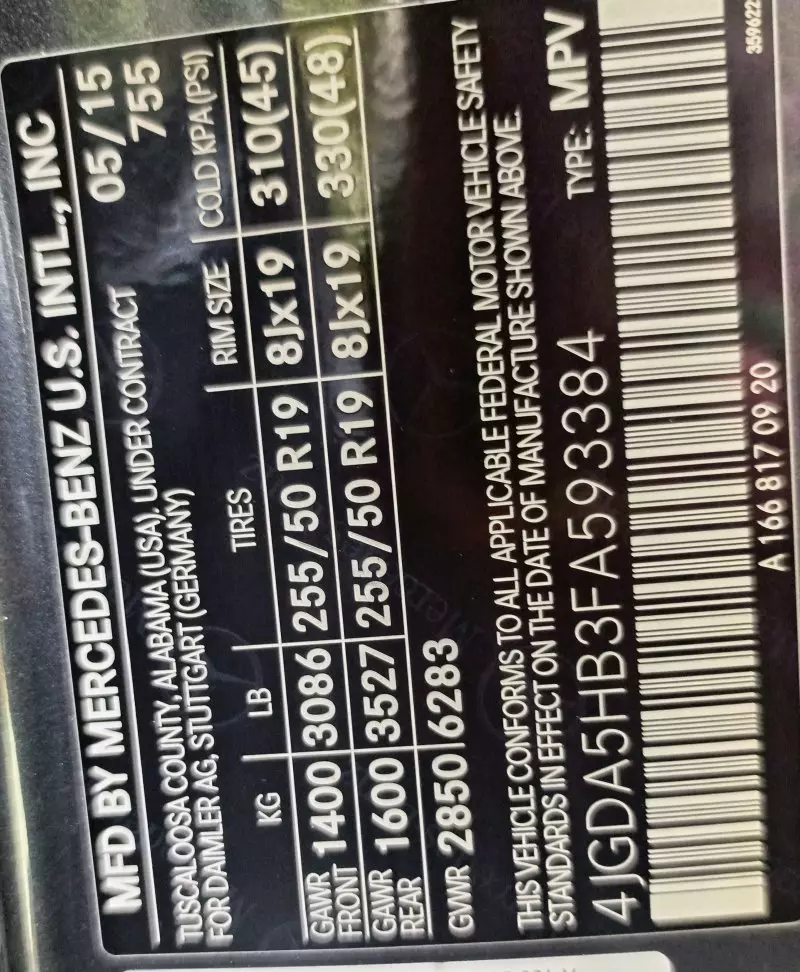 MFD BY MERCEDES-BENZ U.S. INTL., INC
TUSCALOOSA COUNTY, ALABAMA (USA), UNDER CONTRACT 05/15
FOR DAIMLER AG, STUTTGART (GERMANY) 755
KG LB TIRES RIM SIZE COLD KPA (PSI)
GAWR FRONT 1400 3086 255/50 R19 8Jx19 310(45)
GAWR REAR 1600 3527 255/50 R19 8Jx19 330(48)
GVWR 2850 6283
THIS VEHICLE CONFORMS TO ALL APPLICABLE FEDERAL MOTOR VEHICLE SAFETY
STANDARDS IN EFFECT ON THE DATE OF MANUFACTURE SHOWN ABOVE.
4JGDA5HB3FA593384 TYPE: MPV
A 166 817 09 20